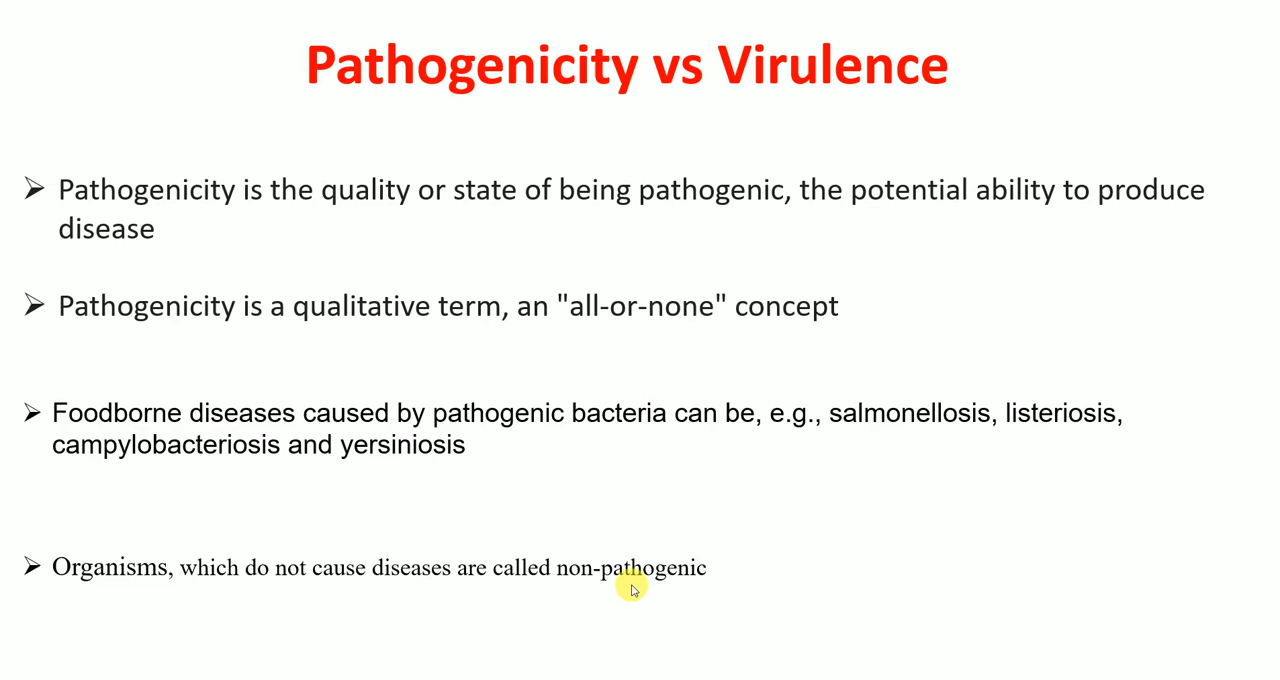 Pathogenicity vs Virulence
➢ Pathogenicity is the quality or state of being pathogenic, the potential ability to produce
disease
➢ Pathogenicity is a qualitative term, an "all-or-none" concept
➢ Foodborne diseases caused by pathogenic bacteria can be, e.g., salmonellosis, listeriosis,
campylobacteriosis and yersiniosis
➢ Organisms, which do not cause diseases are called non-pathogenic